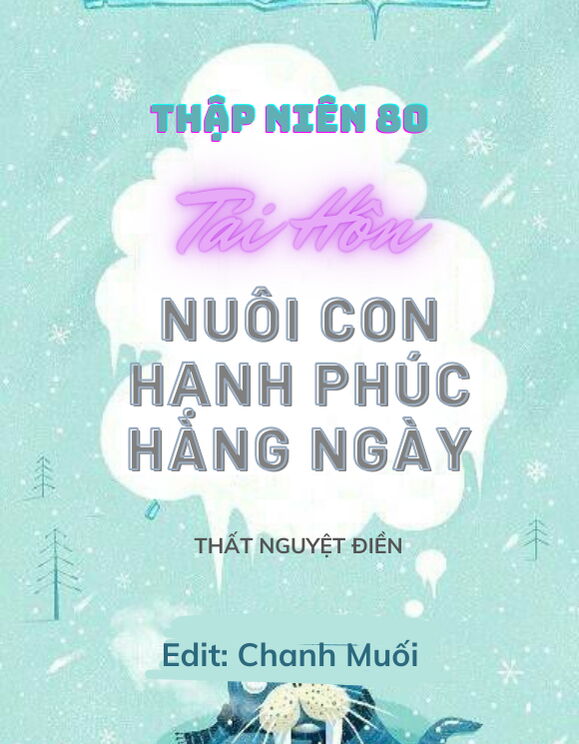 THẬP NIÊN 80
Tái Hôn
NUÔI CON
HẠNH PHÚC
HẰNG NGÀY
THẤT NGUYỆT ĐIỀN
Edit: Chanh Muối